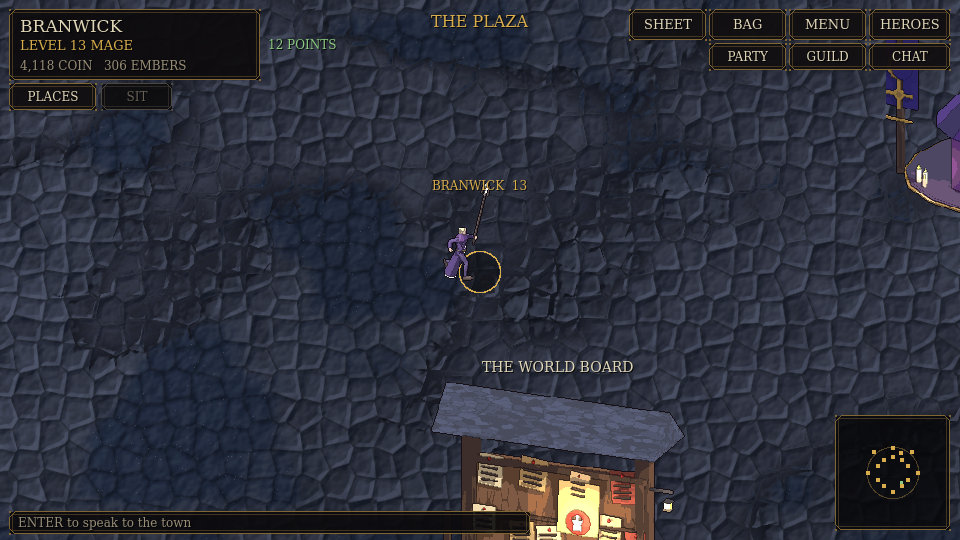 BRANWICK
LEVEL 13 MAGE
4,118 COIN 306 EMBERS
12 POINTS
THE PLAZA
SHEET
BAG
MENU
HEROES
PARTY
GUILD
CHAT
PLACES
SIT
BRANWICK 13
THE WORLD BOARD
ENTER to speak to the town